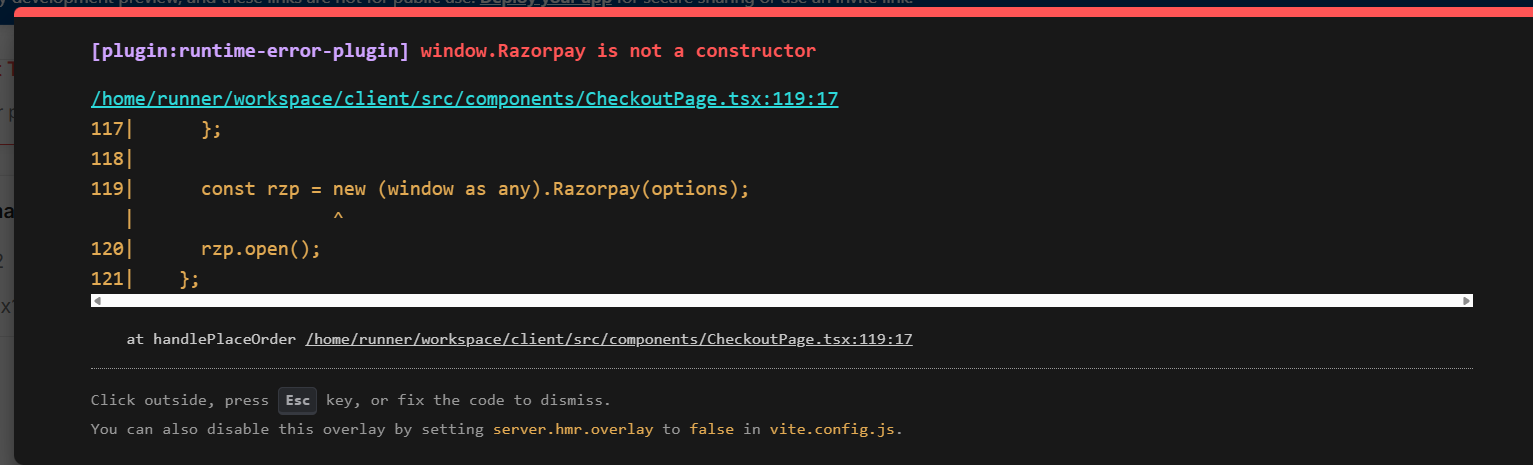 development preview, and these links are not for public use. Deploy your app for secure sharing or use an invite link.
[plugin:runtime-error-plugin] window.Razorpay is not a constructor
/home/runner/workspace/client/src/components/CheckoutPage.tsx:119:17
117|      };
118|
119|      const rzp = new (window as any).Razorpay(options);
   |                  ^
120|      rzp.open();
121|    };
at handlePlaceOrder /home/runner/workspace/client/src/components/CheckoutPage.tsx:119:17
Click outside, press Esc key, or fix the code to dismiss.
You can also disable this overlay by setting server.hmr.overlay to false in vite.config.js.